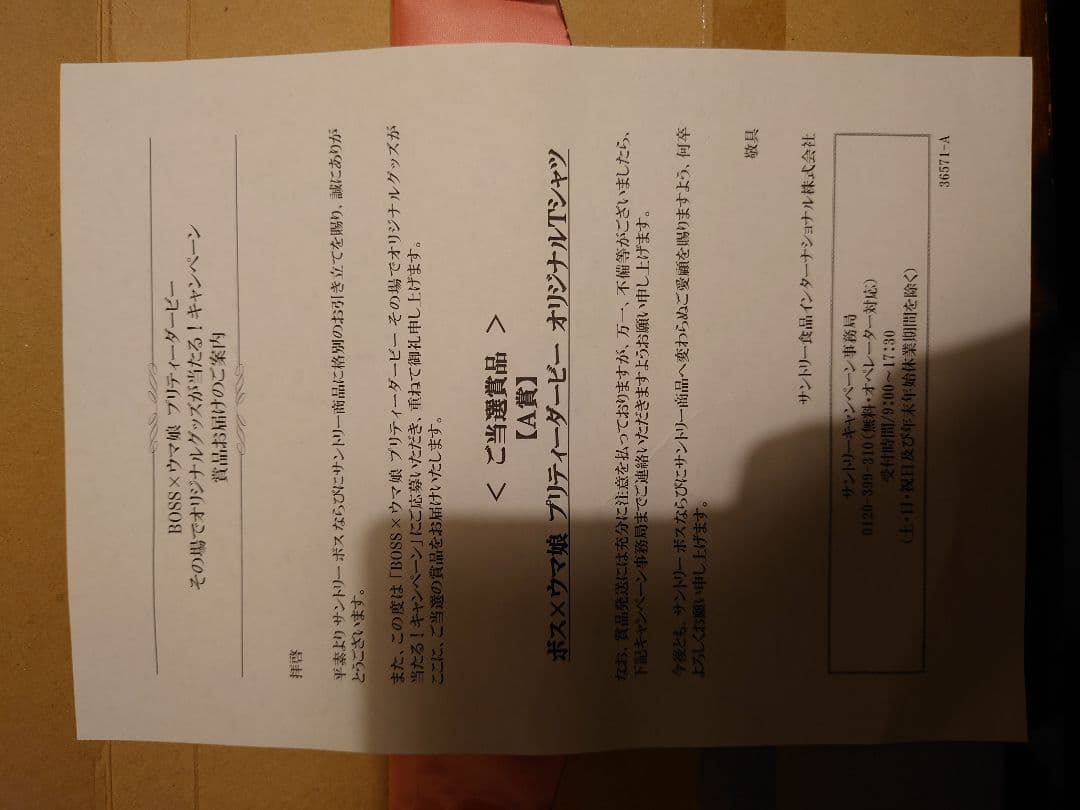 BOSS×ウマ娘 プリティーダービー
その場でオリジナルグッズが当たる!キャンペーン
賞品お届けのご案内
拝啓
平素よりサントリー ボスならびにサントリー商品に格別のお引き立てを賜り、誠にありが
とうございます。
また、この度は「BOSS×ウマ娘 プリティーダービー その場でオリジナルグッズが
当たる!キャンペーン」にご応募いただき、重ねて御礼申し上げます。
ここに、ご当選の賞品をお届けいたします。
< ご当選賞品 >
【A賞】
ボス×ウマ娘 プリティーダービー オリジナルTシャツ
なお、賞品発送には充分に注意を払っておりますが、万一、不備等がございましたら、
下記キャンペーン事務局までご連絡いただきますようお願い申し上げます。
今後とも、サントリー ボスならびにサントリー商品へ変わらぬご愛顧を賜りますよう、何卒
よろしくお願い申し上げます。
敬具
サントリー食品インターナショナル株式会社
サントリーキャンペーン事務局
0120-399-310(無料・オペレーター対応)
受付時間/9:00~17:30
(土・日・祝日及び年末年始休業期間を除く)
36571-A